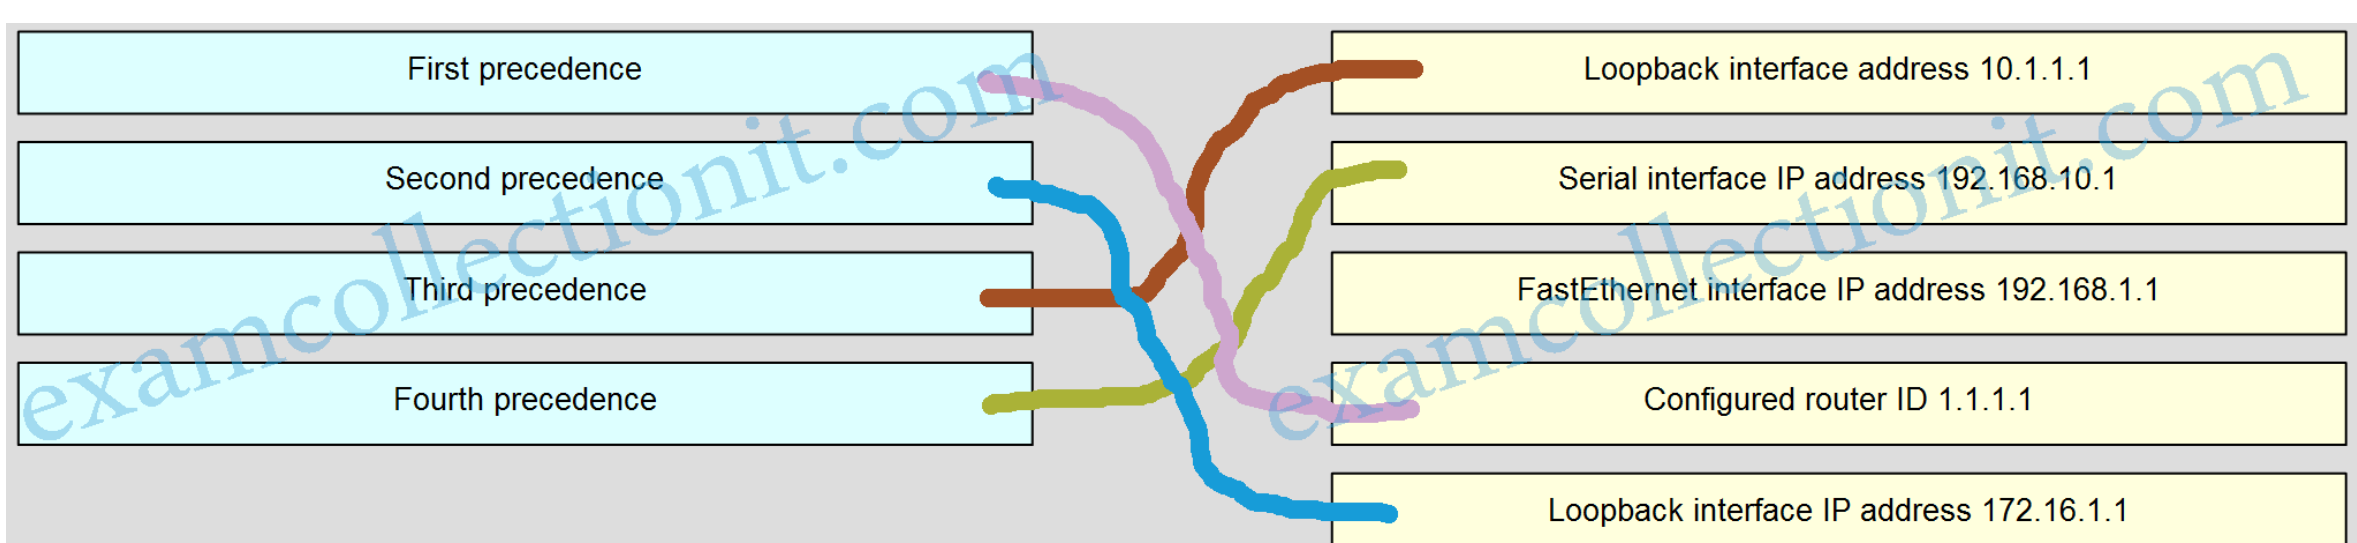 First precedence
Loopback interface address 10.1.1.1
Second precedence
Serial interface IP address 192.168.10.1
Third precedence
FastEthernet interface IP address 192.168.1.1
Fourth precedence
Configured router ID 1.1.1.1
Loopback interface IP address 172.16.1.1
examcollectionit.com
examcollectionit.com